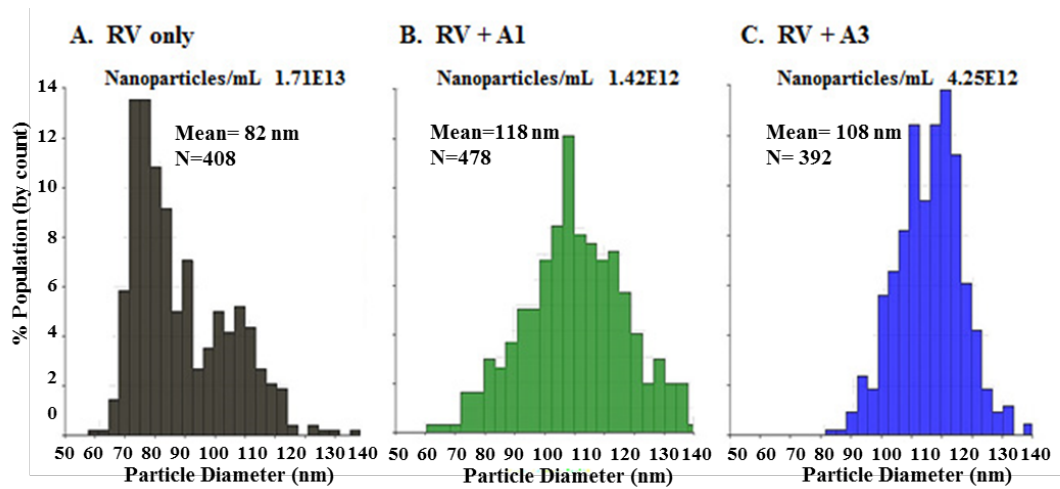 A. RV only
Nanoparticles/mL 1.71E13
Mean= 82 nm
N=408
% Population (by count)
14
12
10
8
6
4
2
0
50 60 70 80 90 100 110 120 130 140
Particle Diameter (nm)
B. RV + A1
Nanoparticles/mL 1.42E12
Mean=118 nm
N=478
50 60 70 80 90 100 110 120 130 140
Particle Diameter (nm)
C. RV + A3
Nanoparticles/mL 4.25E12
Mean= 108 nm
N= 392
50 60 70 80 90 100 110 120 130 140
Particle Diameter (nm)